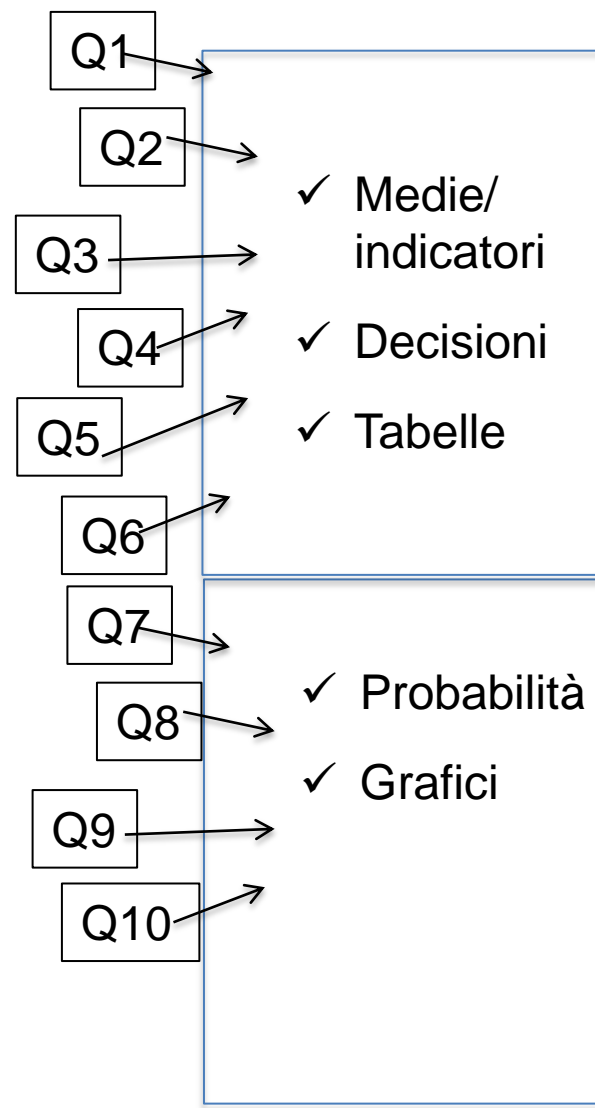 Q1
Q2
Q3
Q4
Q5
Q6
✓ Medie/
indicatori
✓ Decisioni
✓ Tabelle
Q7
Q8
Q9
Q10
✓ Probabilità
✓ Grafici